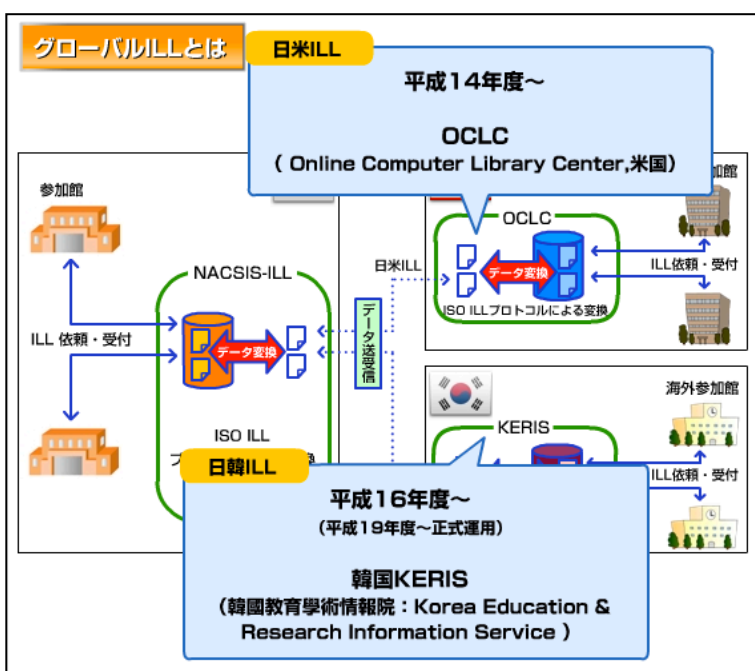 グローバルILLとは
日米ILL
平成14年度～
OCLC
( Online Computer Library Center,米国)
参加館
ILL 依頼・受付
NACSIS-ILL
データ変換
ISO ILL
データ送受信
日米ILL
OCLC
データ変換
ISO ILLプロトコルによる変換
加館
ILL依頼・受付
KERIS
海外参加館
ILL依頼・受付
日韓ILL
平成16年度～
(平成19年度～正式運用)
韓国KERIS
(韓國教育學術情報院：Korea Education &
Research Information Service )